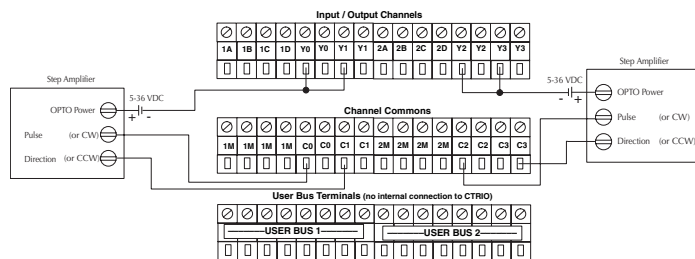 Input / Output Channels
1A 1B 1C 1D Y0 Y0 Y1 Y1 2A 2B 2C 2D Y2 Y2 Y3 Y3
Step Amplifier
OPTO Power
Pulse (or CW)
Direction (or CCW)
5-36 VDC
+ -
Step Amplifier
OPTO Power
Pulse (or CW)
Direction (or CCW)
5-36 VDC
- +
Channel Commons
1M 1M 1M 1M C0 C0 C1 C1 2M 2M 2M 2M C2 C2 C3 C3
User Bus Terminals (no internal connection to CTRIO)
USER BUS 1 USER BUS 2